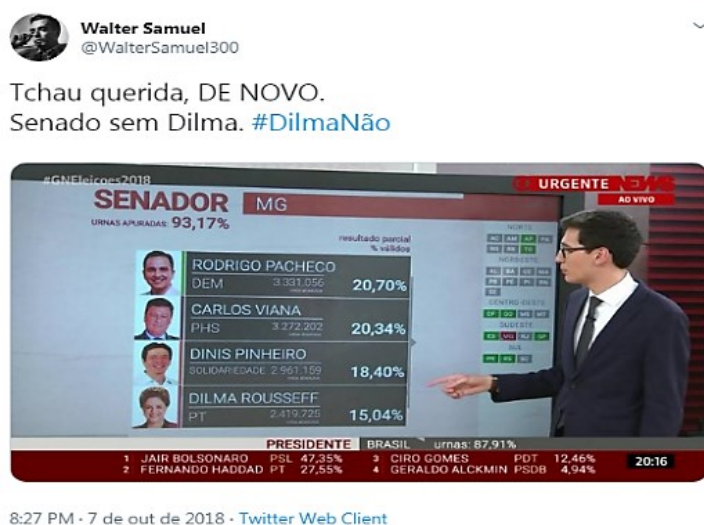 Walter Samuel
@WalterSamuel300
Tchau querida, DE NOVO.
Senado sem Dilma. #DilmaNão
#GNEleicoes2018
URGENTE NEWS
AO VIVO
SENADOR MG
URNAS APURADAS: 93,17%
resultado parcial
% válidos
RODRIGO PACHECO
DEM 3.331.056 20,70%
CARLOS VIANA
PHS 3.272.202 20,34%
DINIS PINHEIRO
SOLIDARIEDADE 2.961.159 18,40%
DILMA ROUSSEFF
PT 2.419.725 15,04%
NORTE
NORDESTE
CENTRO-OESTE
SUDESTE
SUL
PRESIDENTE BRASIL urnas: 87,91%
1 JAIR BOLSONARO PSL 47,35% 3 CIRO GOMES PDT 12,46%
2 FERNANDO HADDAD PT 27,55% 4 GERALDO ALCKMIN PSDB 4,94%
20:16
8:27 PM · 7 de out de 2018 · Twitter Web Client